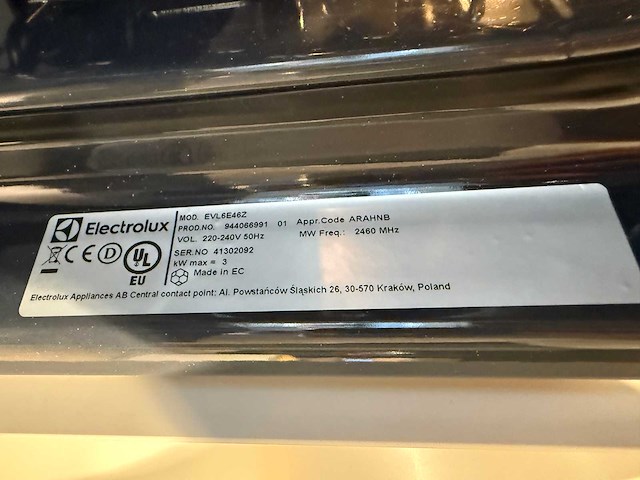 Electrolux
MOD. EVL6E46Z
PROD.NO. 944066991 01 Appr.Code ARAHNB
VOL. 220-240V 50Hz MW Freq.: 2460 MHz
SER.NO 41302092
kW max = 3
Made in EC
CE D UL
EU
Electrolux Appliances AB Central contact point: Al. Powstańców Śląskich 26, 30-570 Kraków, Poland